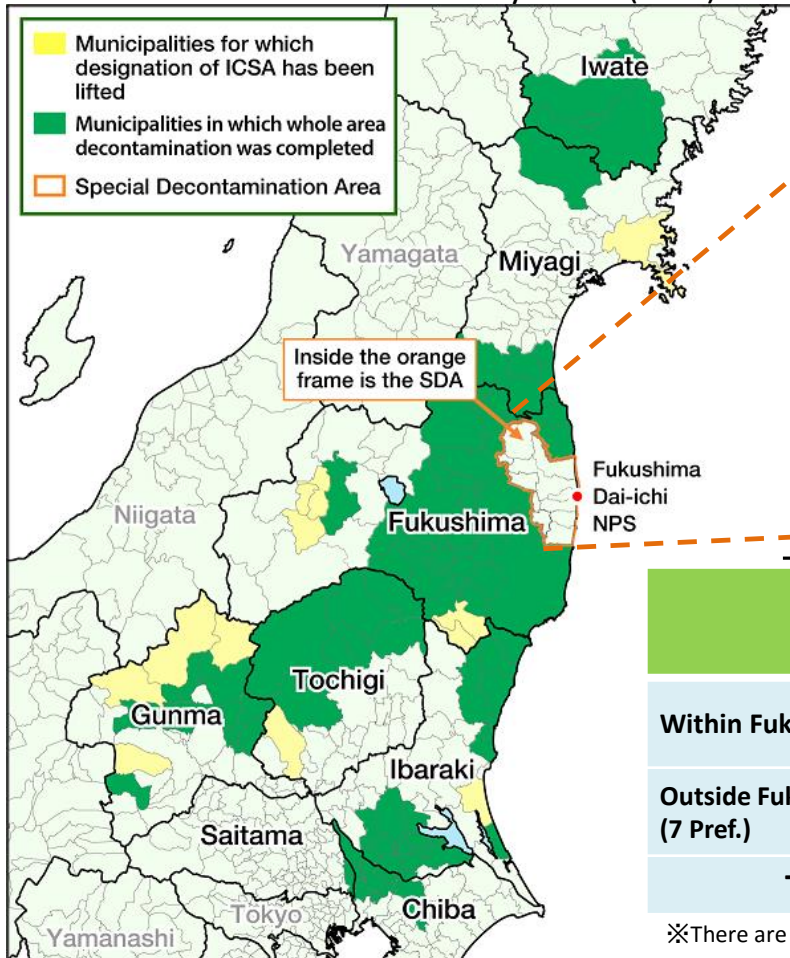 Municipalities for which
designation of ICSA has been
lifted
Municipalities in which whole area
decontamination was completed
Special Decontamination Area
Iwate
Yamagata
Miyagi
Inside the orange
frame is the SDA
Fukushima
Dai-ichi
NPS
Niigata
Fukushima
Tochigi
Gunma
Within Fuk
Ibaraki
Outside Ful
(7 Pref.)
Saitama
Tokyo
Chiba
Yamanashi
※There are